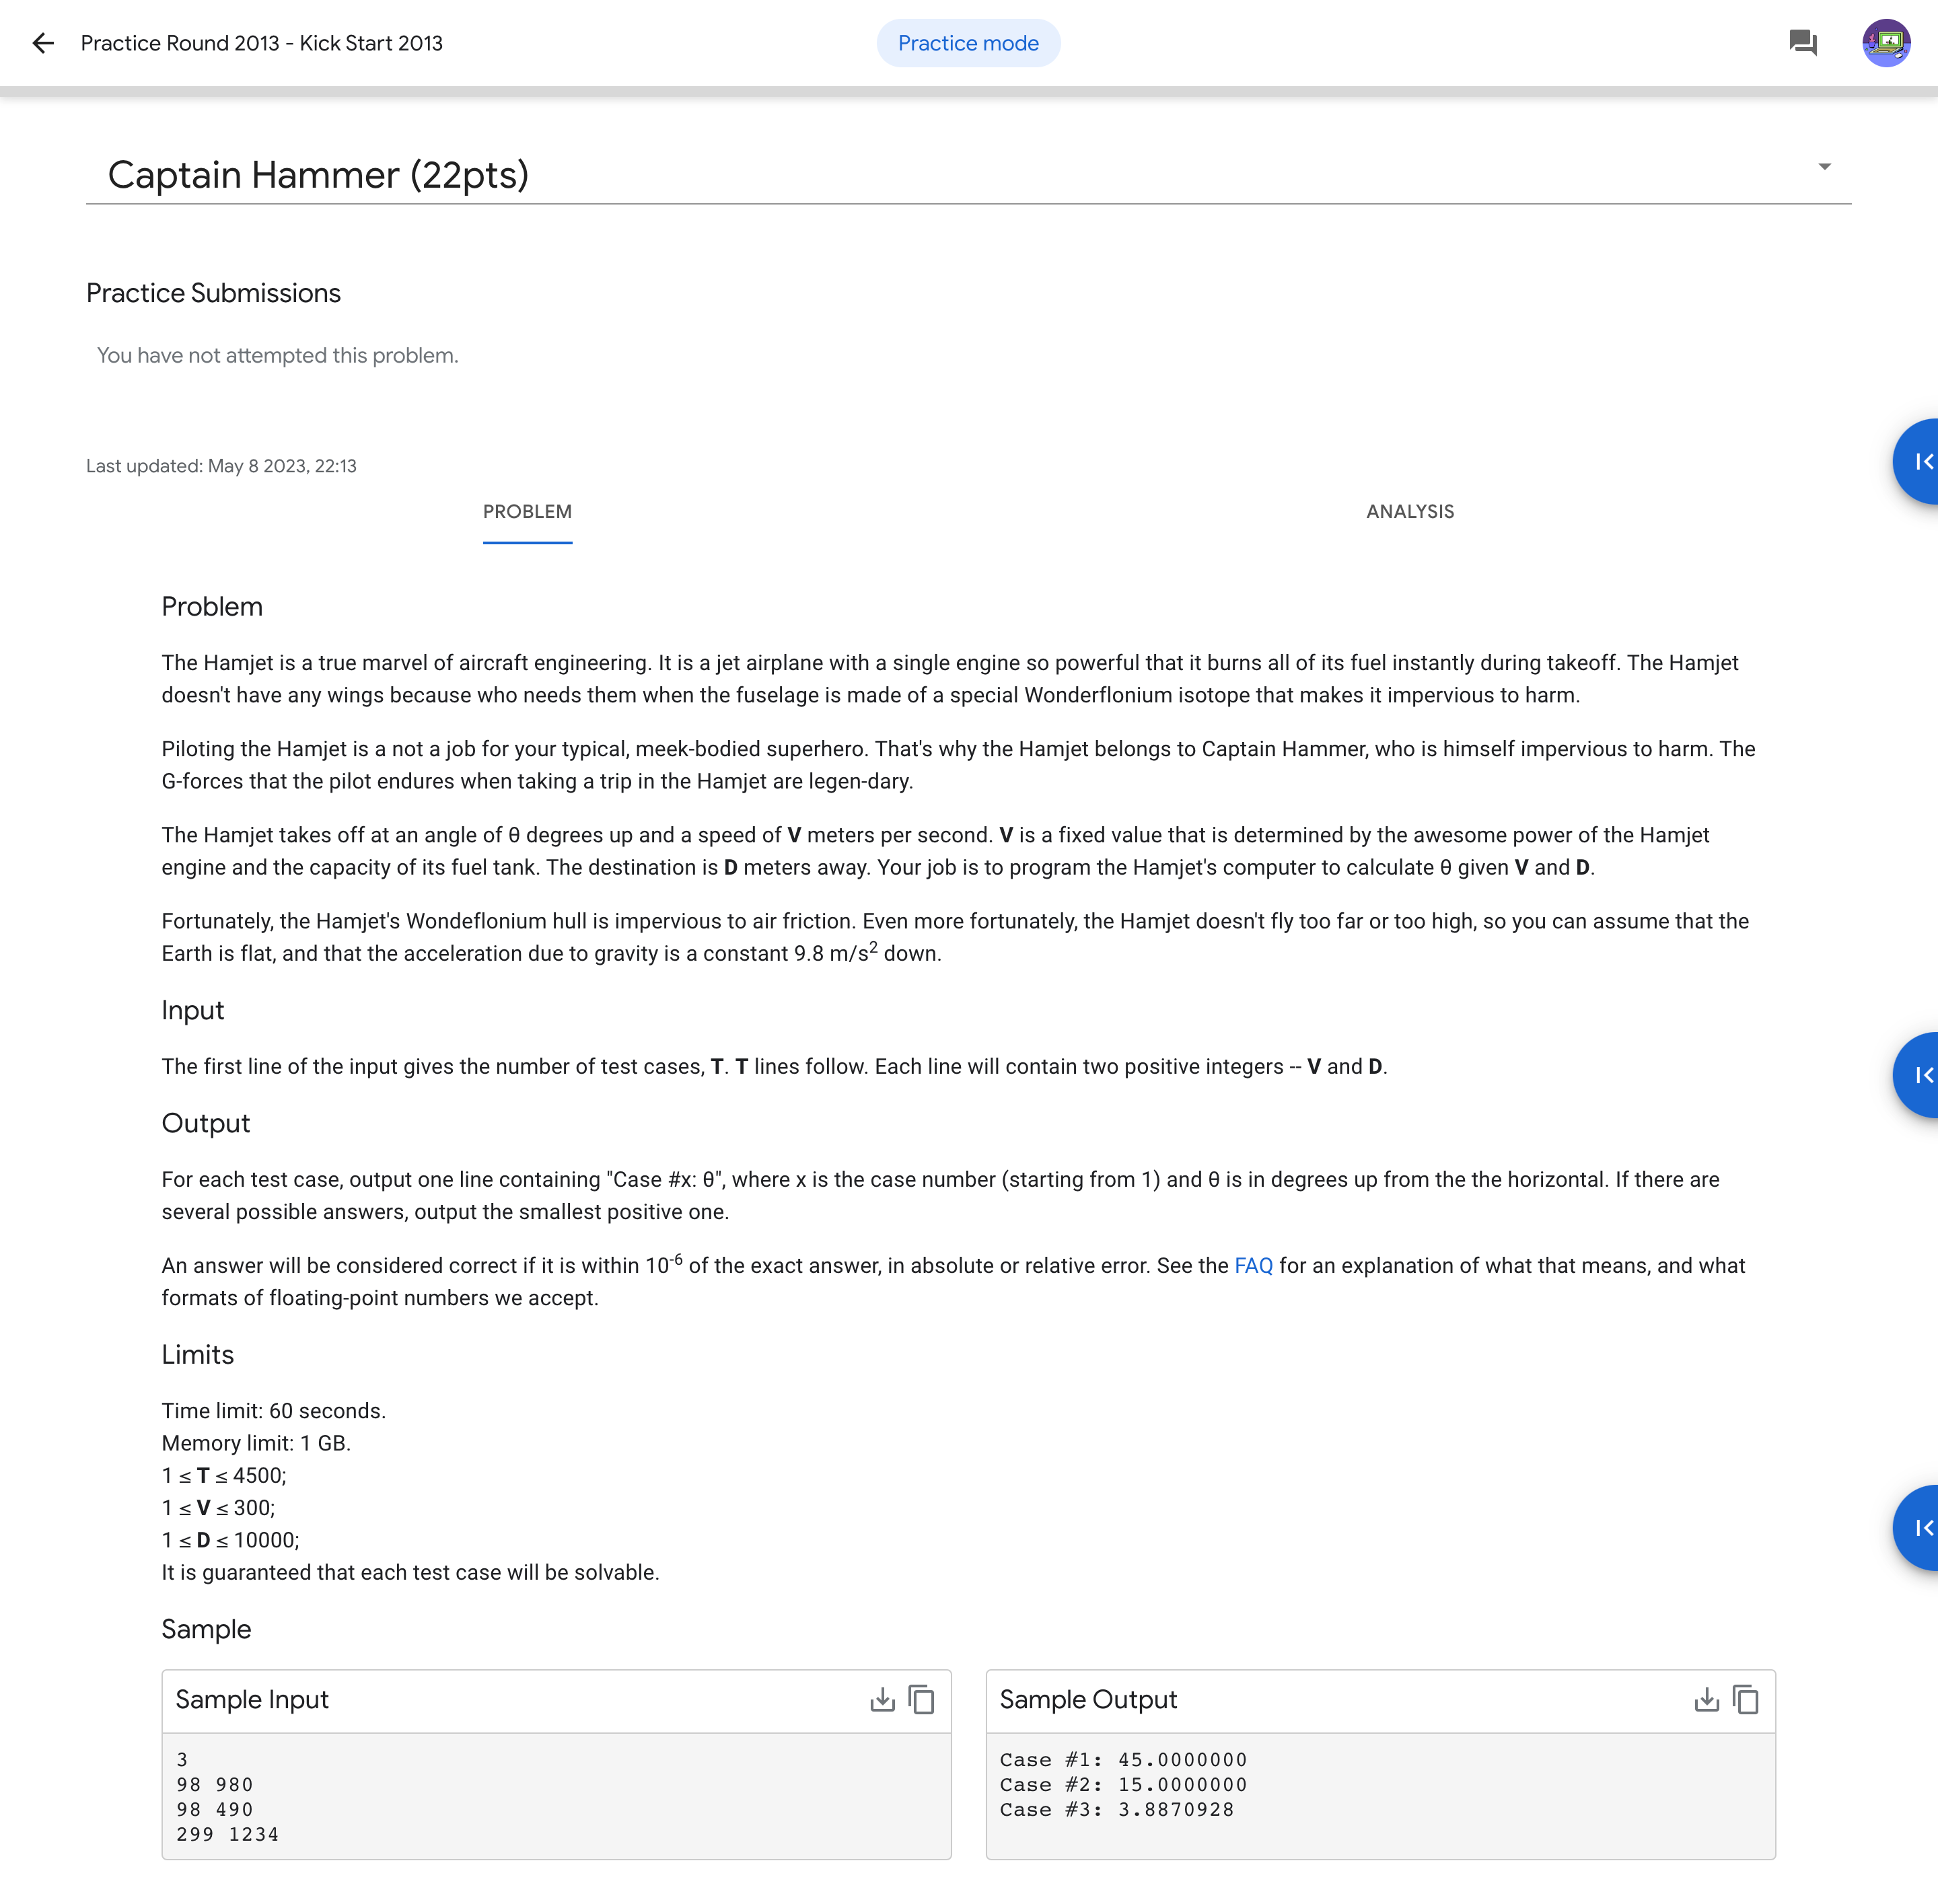 Practice Round 2013 - Kick Start 2013
Practice mode
Captain Hammer (22pts)
Practice Submissions
You have not attempted this problem.
Last updated: May 8 2023, 22:13
PROBLEM
ANALYSIS
Problem
The Hamjet is a true marvel of aircraft engineering. It is a jet airplane with a single engine so powerful that it burns all of its fuel instantly during takeoff. The Hamjet
doesn't have any wings because who needs them when the fuselage is made of a special Wonderflonium isotope that makes it impervious to harm.
Piloting the Hamjet is a not a job for your typical, meek-bodied superhero. That's why the Hamjet belongs to Captain Hammer, who is himself impervious to harm. The
G-forces that the pilot endures when taking a trip in the Hamjet are legen-dary.
The Hamjet takes off at an angle of θ degrees up and a speed of V meters per second. V is a fixed value that is determined by the awesome power of the Hamjet
engine and the capacity of its fuel tank. The destination is D meters away. Your job is to program the Hamjet's computer to calculate θ given V and D.
Fortunately, the Hamjet's Wondeflonium hull is impervious to air friction. Even more fortunately, the Hamjet doesn't fly too far or too high, so you can assume that the
Earth is flat, and that the acceleration due to gravity is a constant 9.8 m/s² down.
Input
The first line of the input gives the number of test cases, T. T lines follow. Each line will contain two positive integers -- V and D.
Output
For each test case, output one line containing "Case #x: θ", where x is the case number (starting from 1) and θ is in degrees up from the the horizontal. If there are
several possible answers, output the smallest positive one.
An answer will be considered correct if it is within 10⁻⁶ of the exact answer, in absolute or relative error. See the FAQ for an explanation of what that means, and what
formats of floating-point numbers we accept.
Limits
Time limit: 60 seconds.
Memory limit: 1 GB.
1 ≤ T ≤ 4500;
1 ≤ V ≤ 300;
1 ≤ D ≤ 10000;
It is guaranteed that each test case will be solvable.
Sample
Sample Input
3
98 980
98 490
299 1234
Sample Output
Case #1: 45.0000000
Case #2: 15.0000000
Case #3: 3.8870928